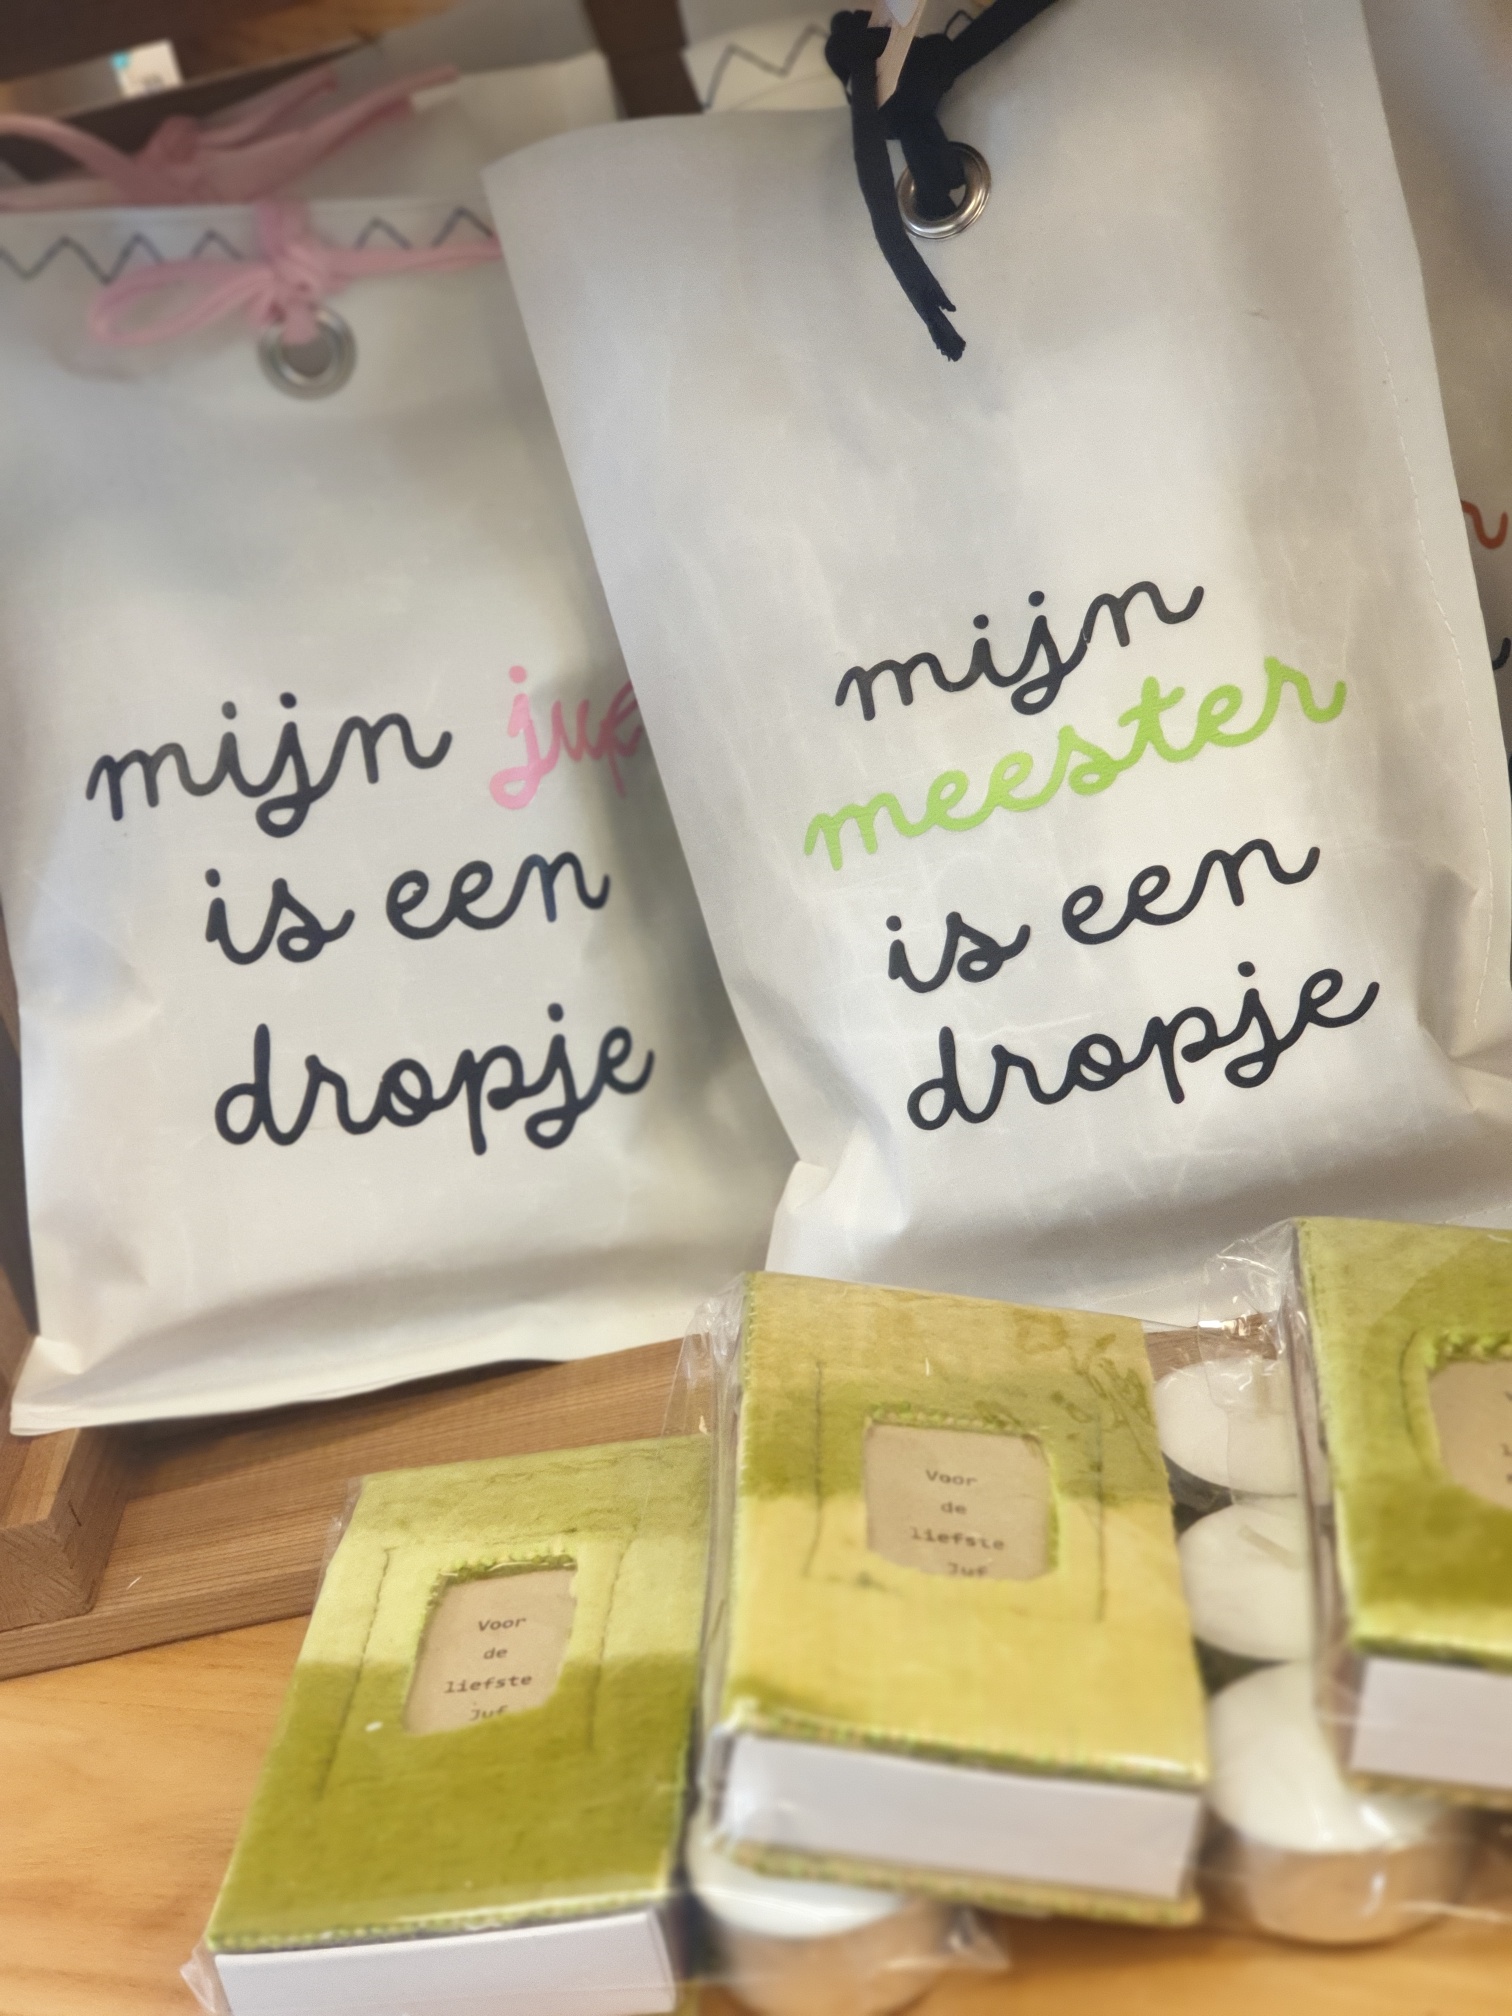 mijn juf
is een
dropje
mijn
meester
is een
dropje
Voor
de
liefste
Juf
Voor
de
liefste
Juf